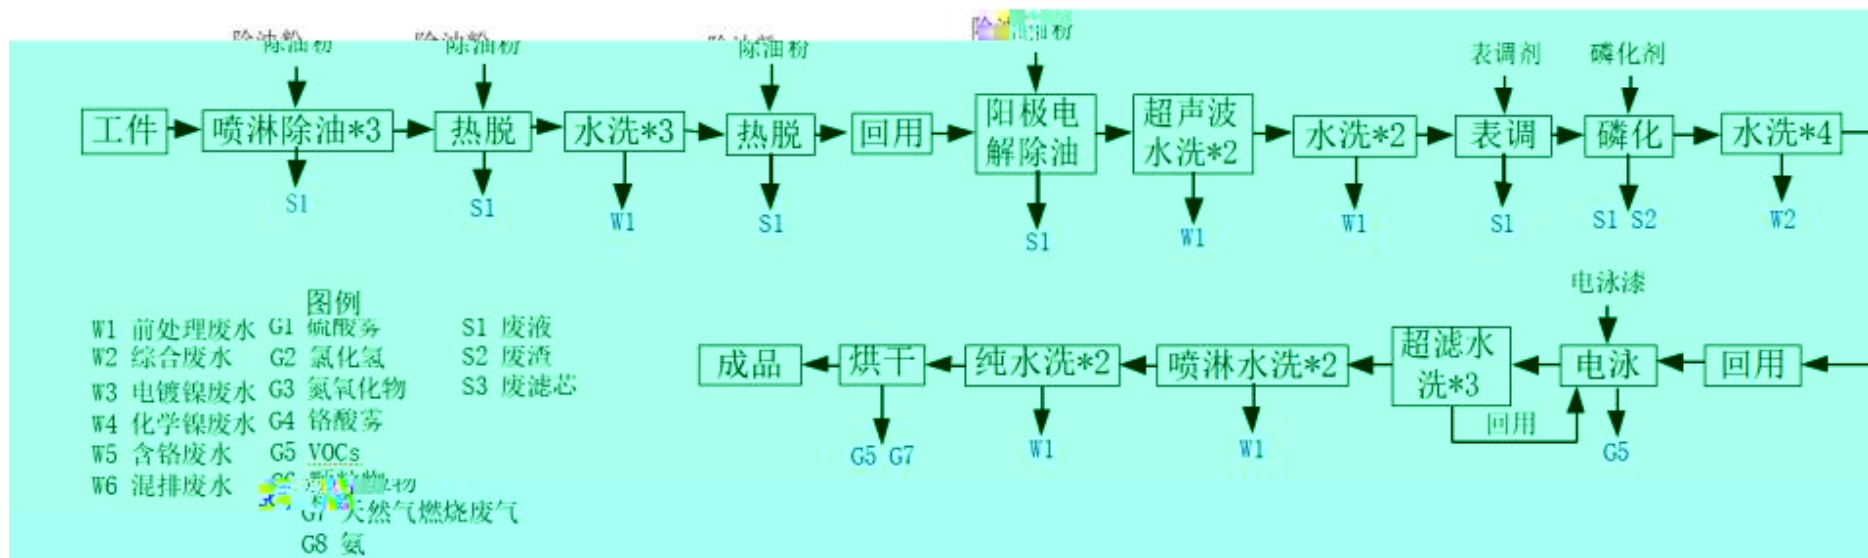 除油粉 除油粉 除油粉 除油粉 表调剂 磷化剂
工件 喷淋除油*3 热脱 水洗*3 热脱 回用 阳极电解除油 超声波水洗*2 水洗*2 表调 磷化 水洗*4
S1 S1 W1 S1 S1 W1 W1 S1 S1 S2 W2
电泳漆
成品 烘干 纯水洗*2 喷淋水洗*2 超滤水洗*3 电泳 回用
回用
G5 G7 W1 W1 G5
图例
W1 前处理废水 G1 硫酸雾 S1 废液
W2 综合废水 G2 氯化氢 S2 废渣
W3 电镀镍废水 G3 氮氧化物 S3 废滤芯
W4 化学镍废水 G4 铬酸雾
W5 含铬废水 G5 VOCs
W6 混排废水
G7 天然气燃烧废气
G8 氨